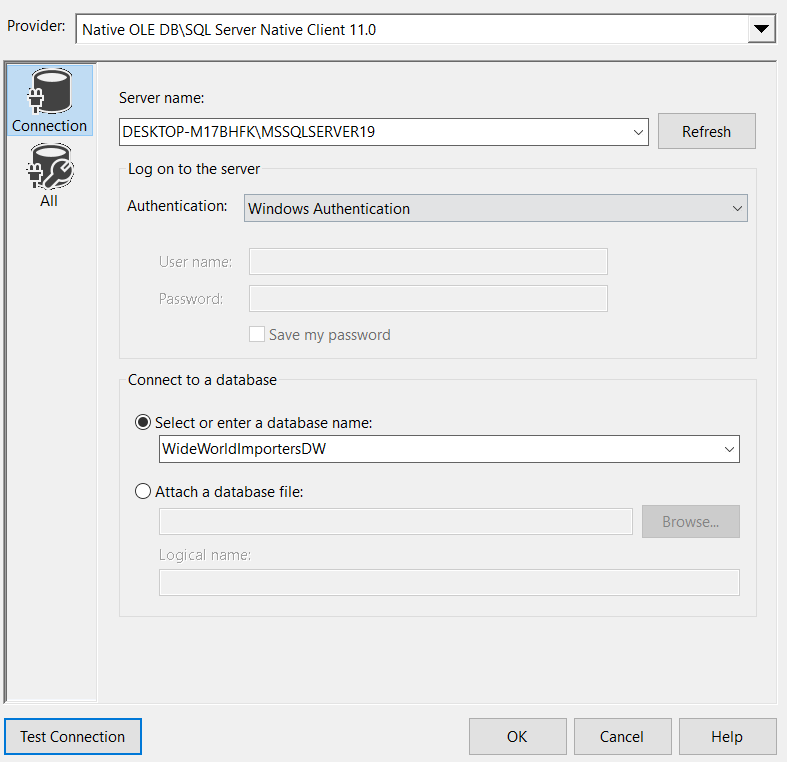 Provider:
Native OLE DB\SQL Server Native Client 11.0
Connection
All
Server name:
DESKTOP-M17BHFK\MSSQLSERVER19
Refresh
Log on to the server
Authentication:
Windows Authentication
User name:
Password:
Save my password
Connect to a database
Select or enter a database name:
WideWorldImportersDW
Attach a database file:
Browse...
Logical name:
Test Connection
OK
Cancel
Help